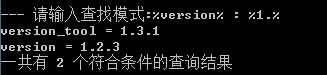 --- 请输入查找模式:%version% : %1.%
version_tool = 1.3.1
version = 1.2.3
一共有 2 个符合条件的查询结果